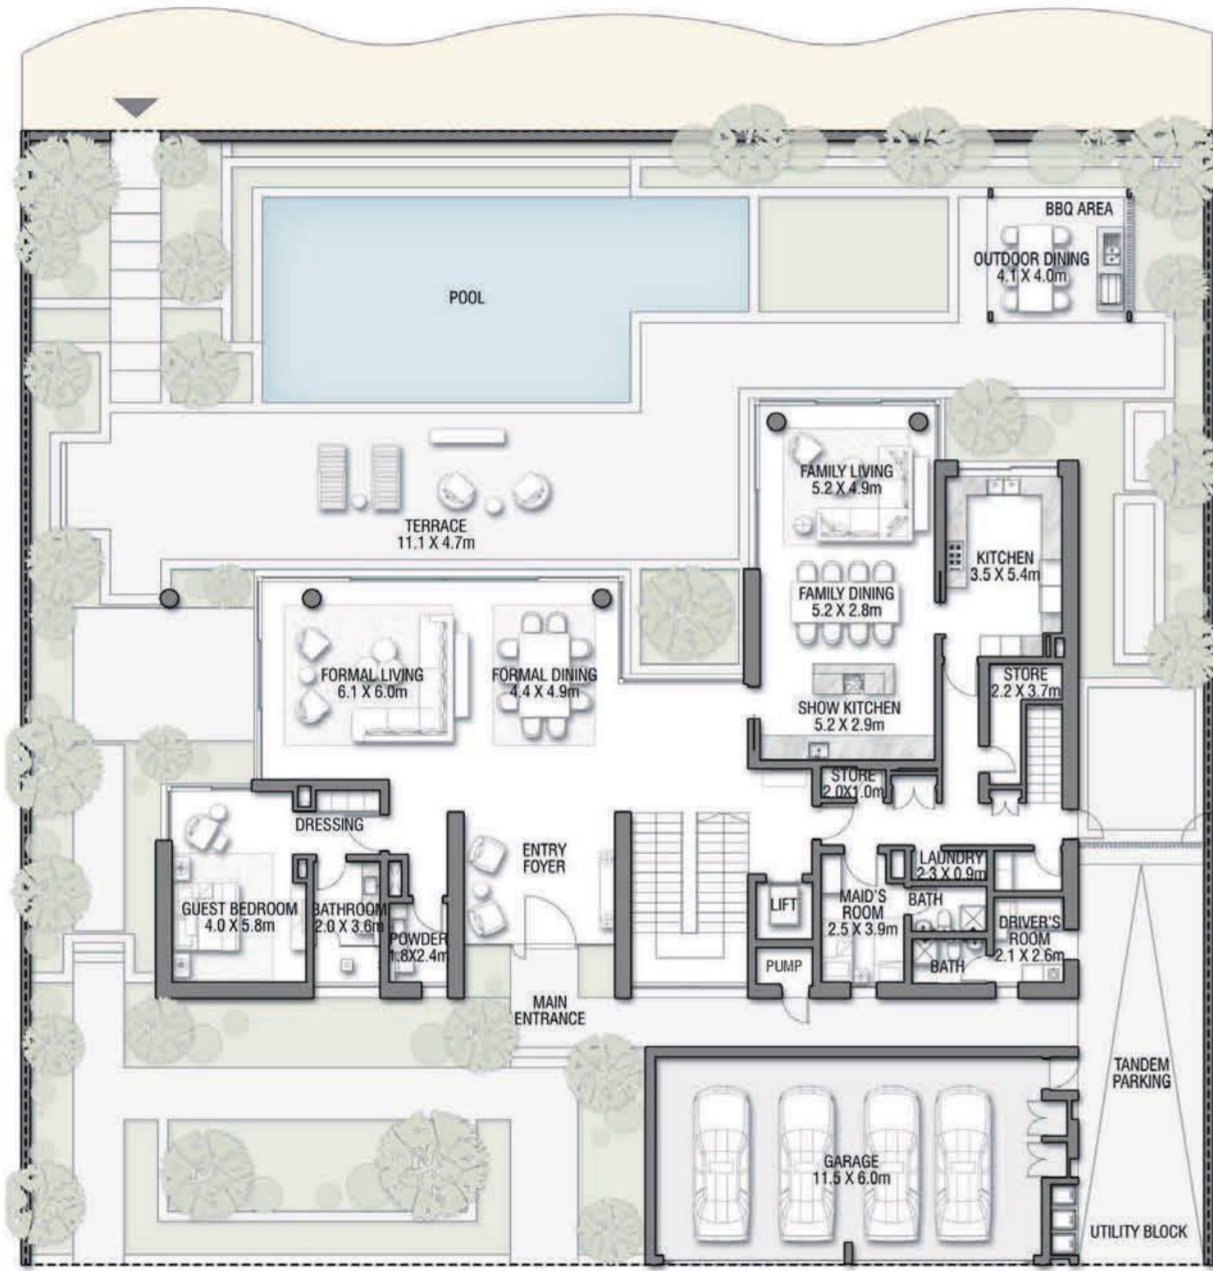 BBQ AREA
OUTDOOR DINING
4.1 X 4.0m
POOL
FAMILY LIVING
5.2 X 4.9m
TERRACE
11.1 X 4.7m
KITCHEN
3.5 X 5.4m
FAMILY DINING
5.2 X 2.8m
FORMAL LIVING
6.1 X 6.0m
FORMAL DINING
4.4 X 4.9m
STORE
2.2 X 3.7m
SHOW KITCHEN
5.2 X 2.9m
STORE
2.0X1.0m
DRESSING
ENTRY
FOYER
LAUNDRY
2.3 X 0.9m
GUEST BEDROOM
4.0 X 5.8m
BATHROOM
2.0 X 3.6m
LIFT
MAID'S
ROOM
2.5 X 3.9m
BATH
DRIVER'S
ROOM
2.1 X 2.6m
POWDER
1.8X2.4m
PUMP
BATH
MAIN
ENTRANCE
TANDEM
PARKING
GARAGE
11.5 X 6.0m
UTILITY BLOCK